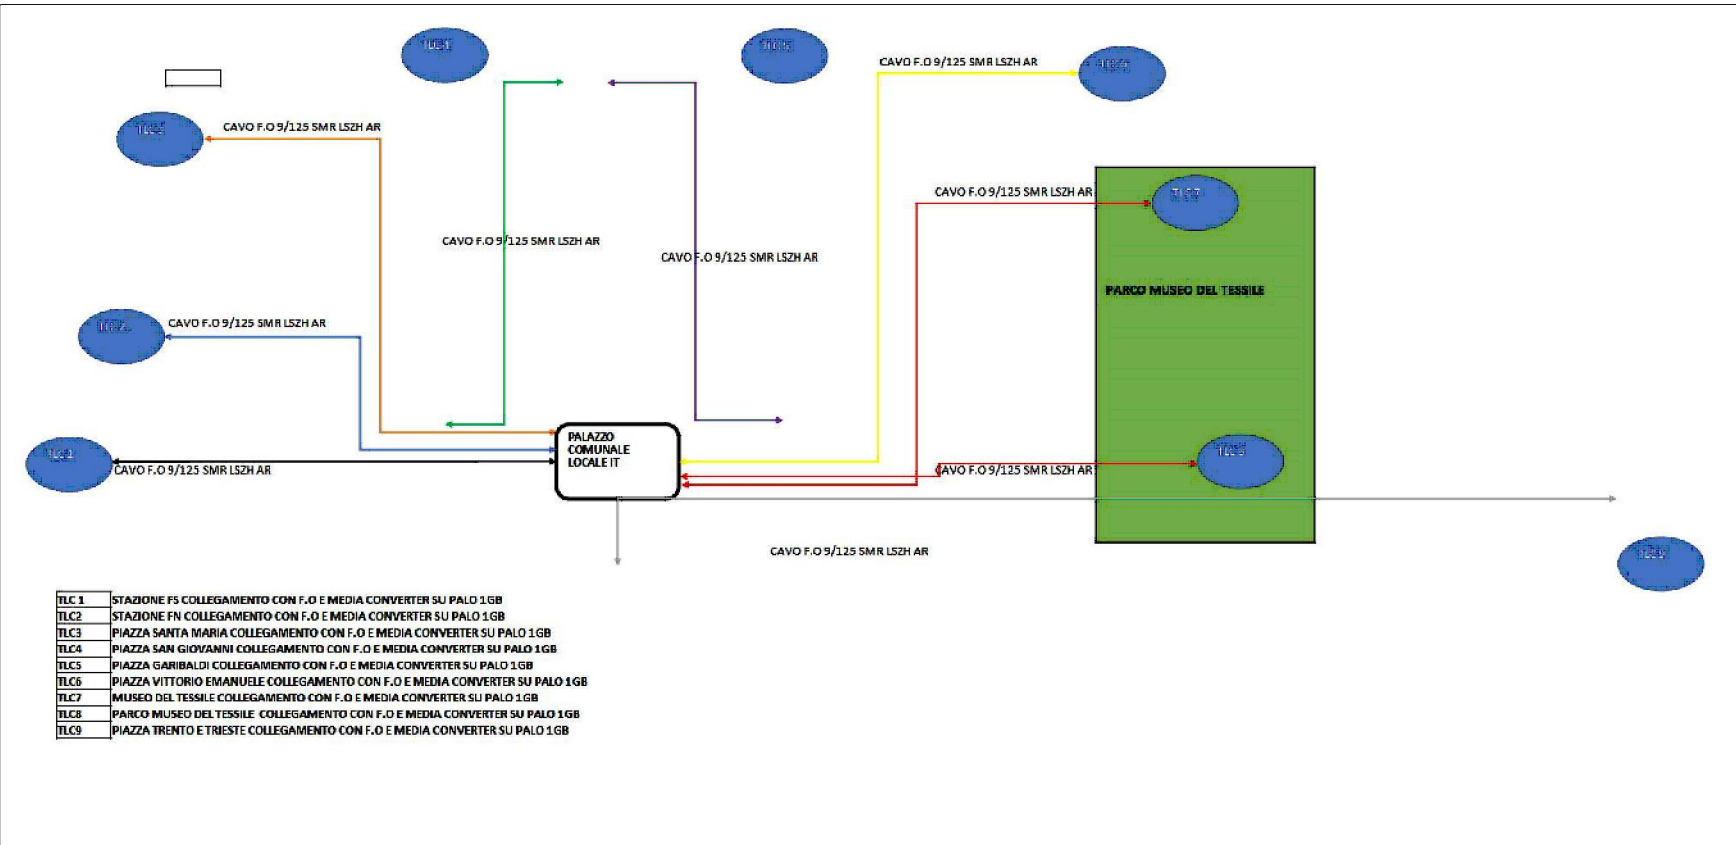 CAVO F.O 9/125 SMR LSZH AR
CAVO F.O 9/125 SMR LSZH AR
TLC7
CAVO F.O 9/125 SMR LSZH AR
CAVO F.O 9/125 SMR LSZH AR
CAVO F.O 9/125 SMR LSZH AR
PARCO MUSEO DEL TESSILE
CAVO F.O 9/125 SMR LSZH AR
PALAZZO
COMUNALE
LOCALE IT
CAVO F.O 9/125 SMR LSZH AR
CAVO F.O 9/125 SMR LSZH AR
CAVO F.O 9/125 SMR LSZH AR
TLC 1 STAZIONE FS COLLEGAMENTO CON F.O E MEDIA CONVERTER SU PALO 1GB
TLC2 STAZIONE FN COLLEGAMENTO CON F.O E MEDIA CONVERTER SU PALO 1GB
TLC3 PIAZZA SANTA MARIA COLLEGAMENTO CON F.O E MEDIA CONVERTER SU PALO 1GB
TLC4 PIAZZA SAN GIOVANNI COLLEGAMENTO CON F.O E MEDIA CONVERTER SU PALO 1GB
TLC5 PIAZZA GARIBALDI COLLEGAMENTO CON F.O E MEDIA CONVERTER SU PALO 1GB
TLC6 PIAZZA VITTORIO EMANUELE COLLEGAMENTO CON F.O E MEDIA CONVERTER SU PALO 1GB
TLC7 MUSEO DEL TESSILE COLLEGAMENTO CON F.O E MEDIA CONVERTER SU PALO 1GB
TLC8 PARCO MUSEO DEL TESSILE COLLEGAMENTO CON F.O E MEDIA CONVERTER SU PALO 1GB
TLC9 PIAZZA TRENTO E TRIESTE COLLEGAMENTO CON F.O E MEDIA CONVERTER SU PALO 1GB